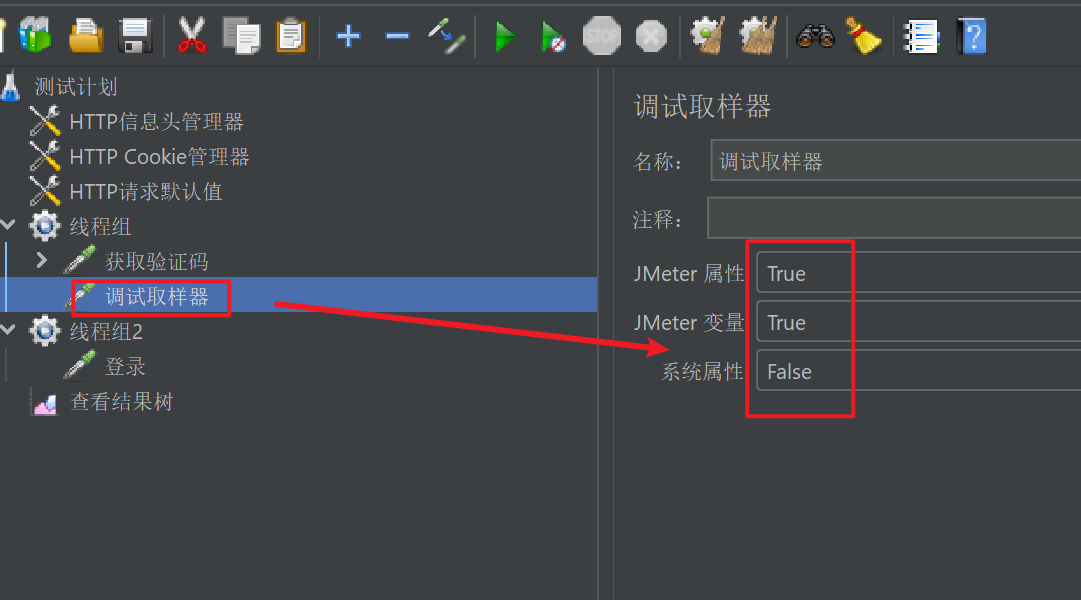 STOP
测试计划
HTTP信息头管理器
HTTP Cookie管理器
HTTP请求默认值
线程组
获取验证码
调试取样器
线程组2
登录
查看结果树
调试取样器
名称： 调试取样器
注释：
JMeter 属性 True
JMeter 变量 True
系统属性 False